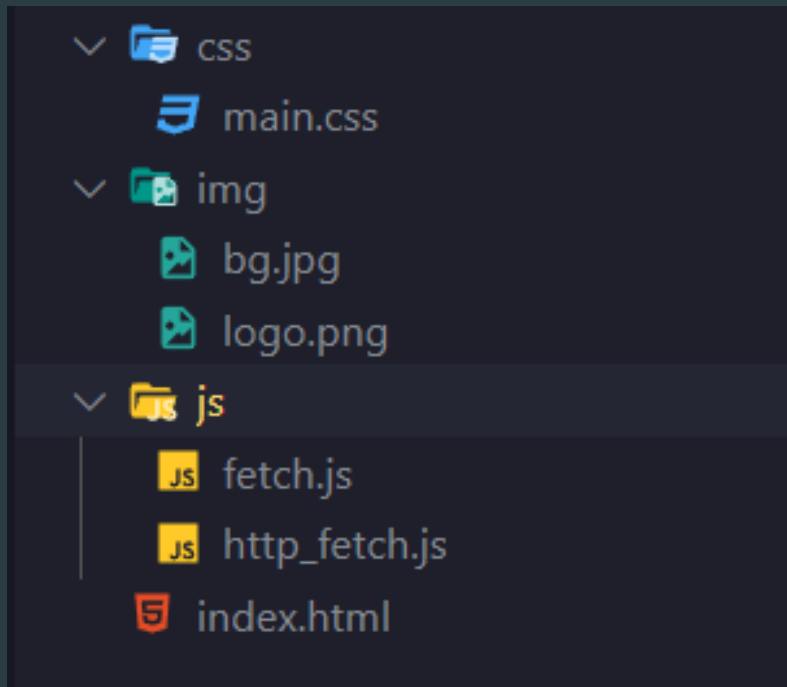 css
main.css
img
bg.jpg
logo.png
js
fetch.js
http_fetch.js
index.html